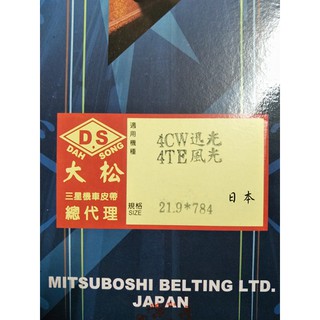 D.S.
DAH SONG
大松
三星機車皮帶
總代理
適用機種
4CW迅光
4TE風光
規格
SIZE
21.9*784
日本
MITSUBOSHI BELTING LTD.
JAPAN